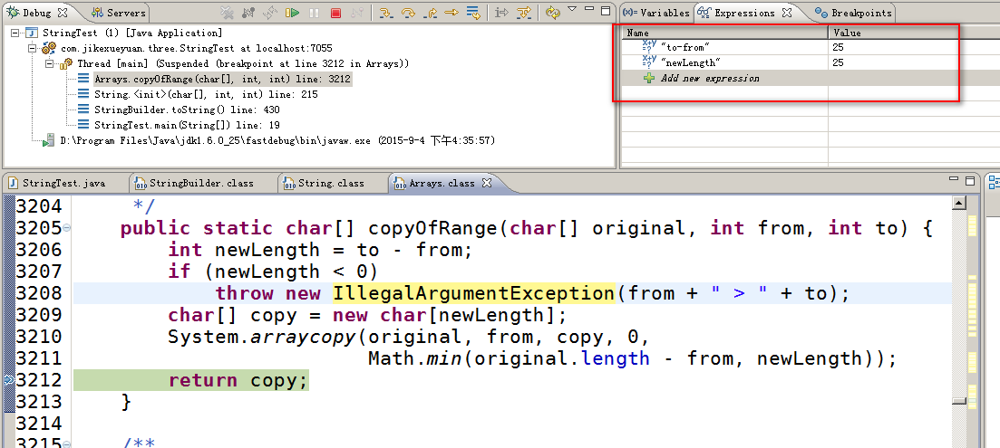 Debug Servers
StringTest (1) [Java Application]
com.jikexueyuan.three.StringTest at localhost:7055
Thread [main] (Suspended (breakpoint at line 3212 in Arrays))
Arrays.copyOfRange(char[], int, int) line: 3212
String.<init>(char[], int, int) line: 215
StringBuilder.toString() line: 430
StringTest.main(String[]) line: 19
D:\Program Files\Java\jdk1.6.0_25\fastdebug\bin\javaw.exe (2015-9-4 下午4:35:57)
Variables Expressions Breakpoints
Name Value
"to-from" 25
"newLength" 25
Add new expression
StringTest.java StringBuilder.class String.class Arrays.class
3204 */
3205 public static char[] copyOfRange(char[] original, int from, int to) {
3206 int newLength = to - from;
3207 if (newLength < 0)
3208 throw new IllegalArgumentException(from + " > " + to);
3209 char[] copy = new char[newLength];
3210 System.arraycopy(original, from, copy, 0,
3211 Math.min(original.length - from, newLength));
3212 return copy;
3213 }
3214
3215 /**